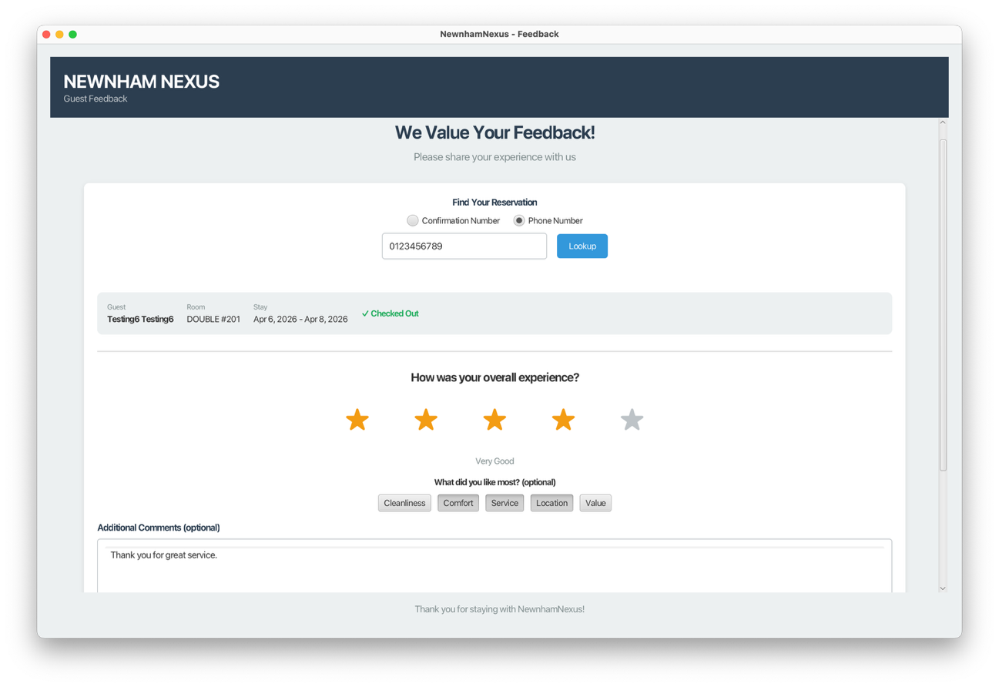 NewnhamNexus - Feedback
NEWNHAM NEXUS
Guest Feedback
We Value Your Feedback!
Please share your experience with us
Find Your Reservation
Confirmation Number Phone Number
0123456789 Lookup
Guest Room Stay
Testing6 Testing6 DOUBLE #201 Apr 6, 2026 - Apr 8, 2026 ✓ Checked Out
How was your overall experience?
Very Good
What did you like most? (optional)
Cleanliness Comfort Service Location Value
Additional Comments (optional)
Thank you for great service.
Thank you for staying with NewnhamNexus!